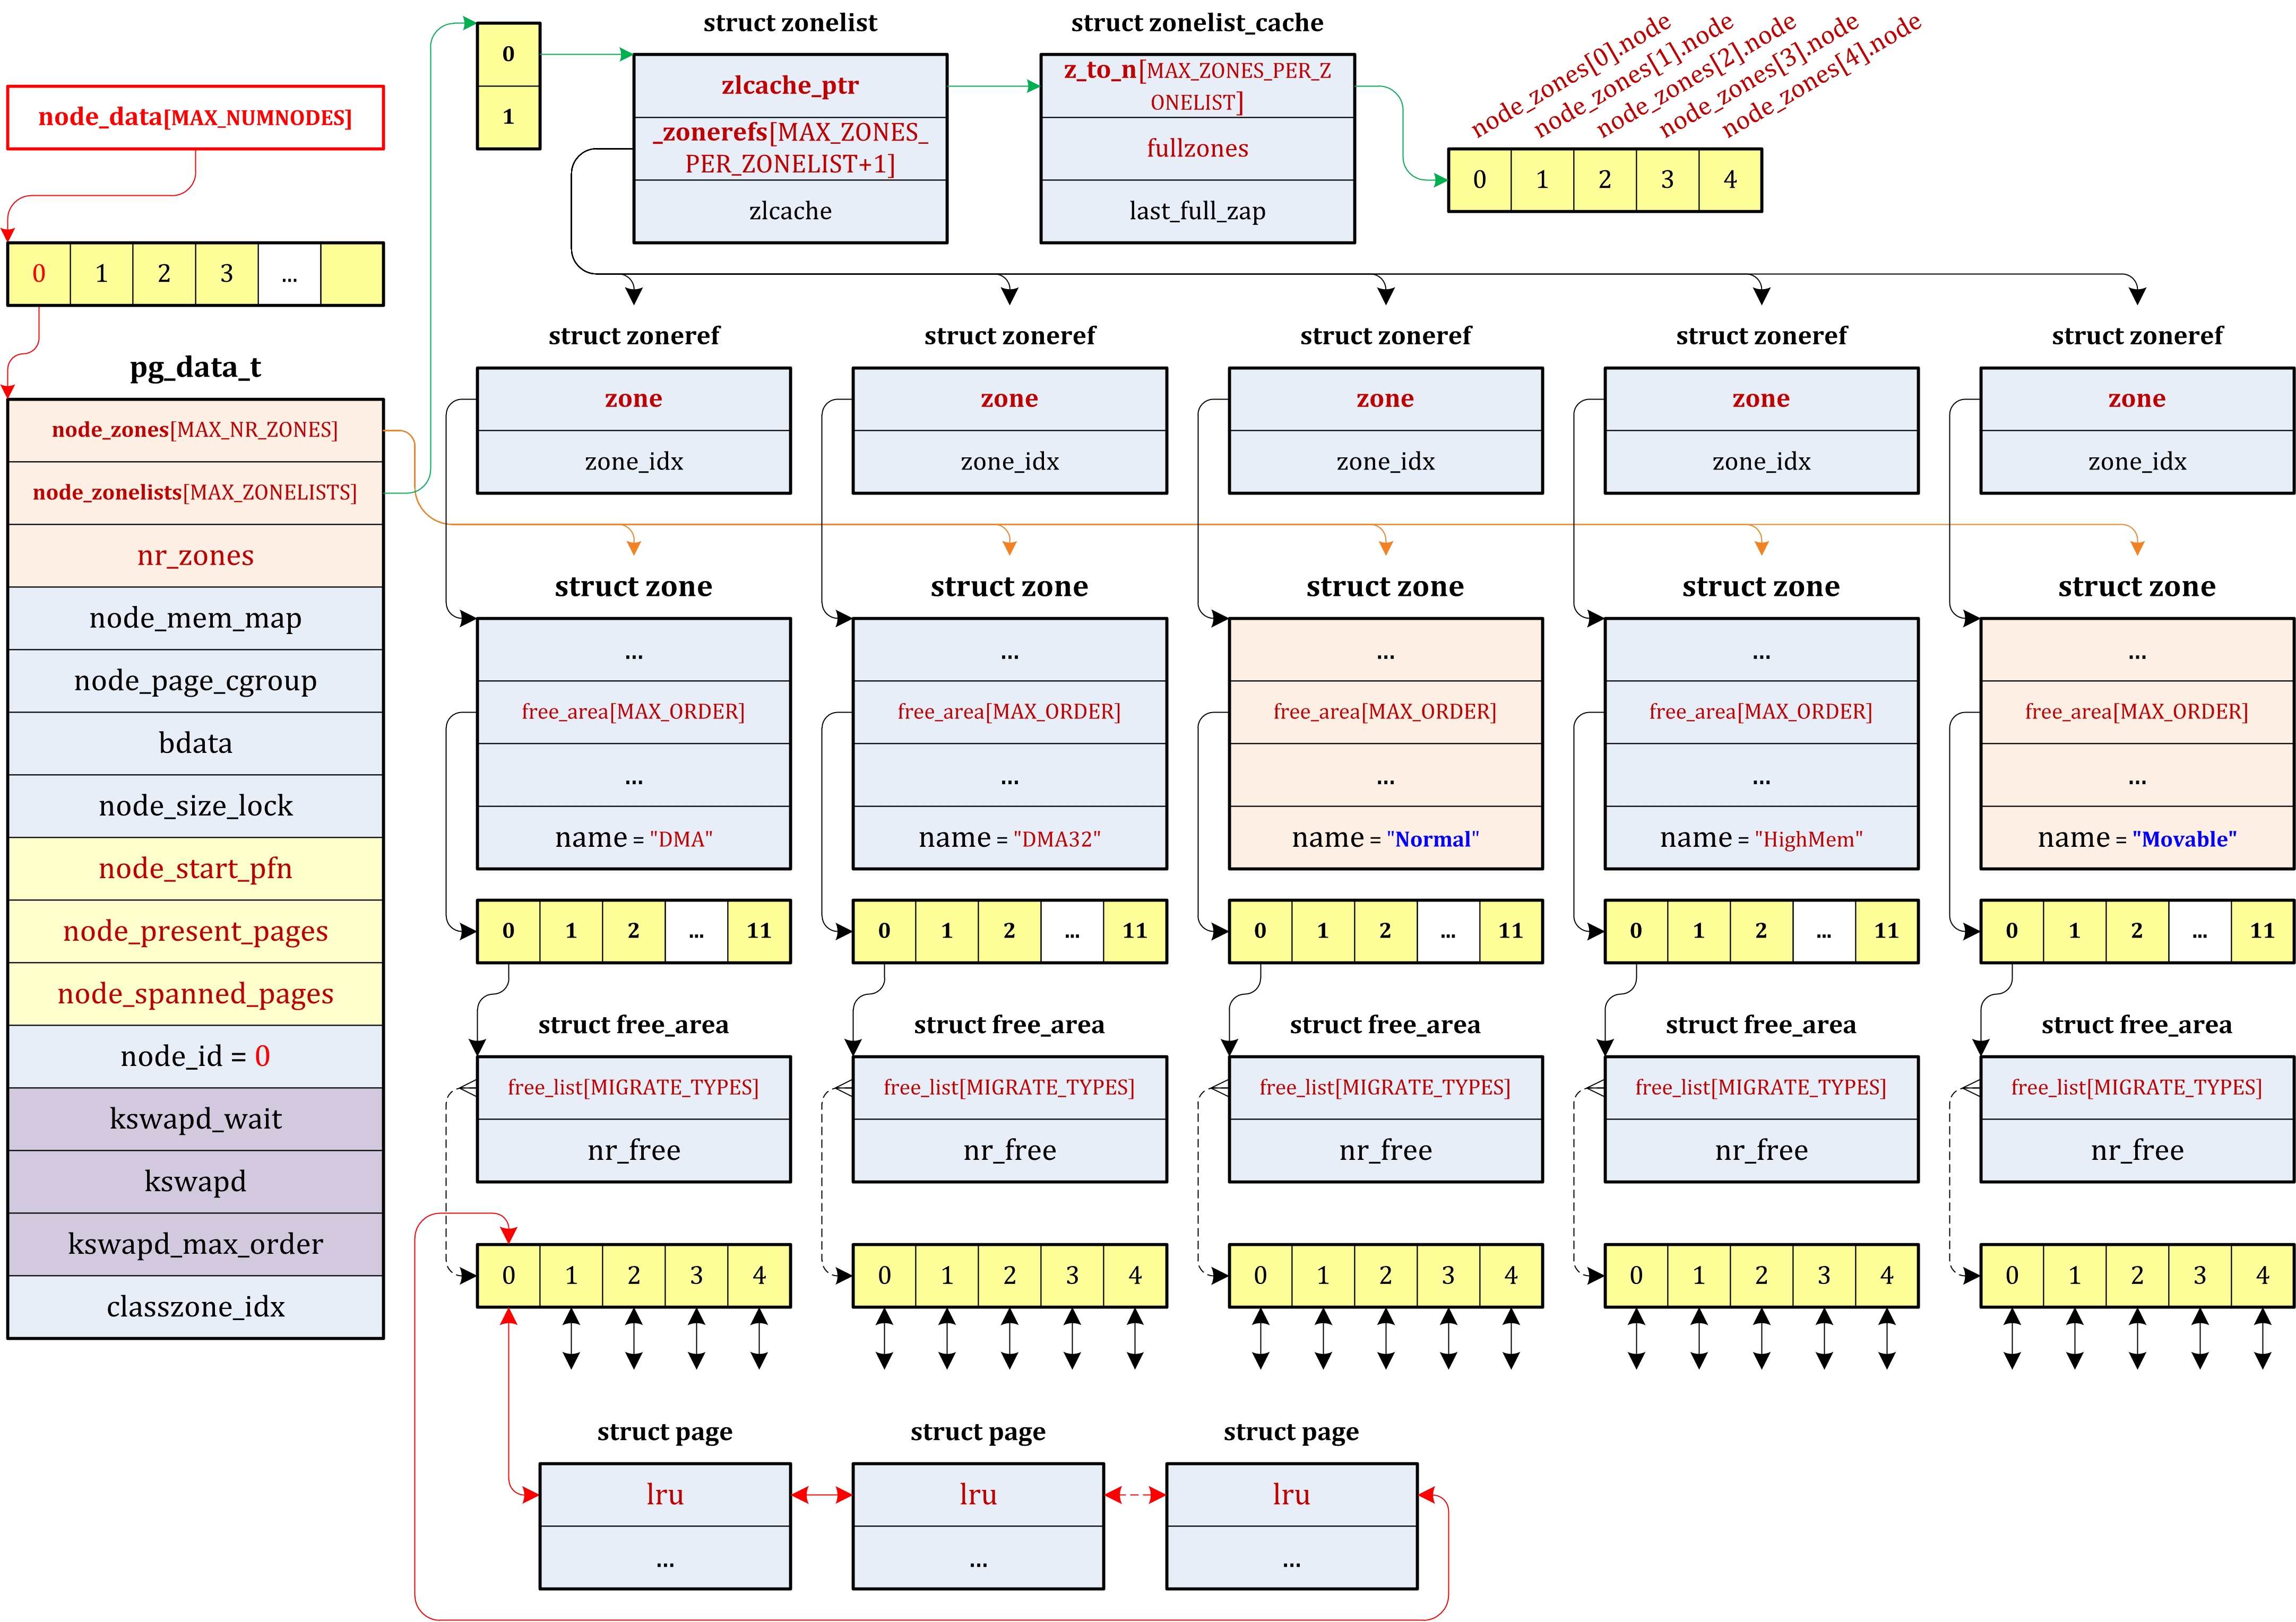 struct zonelist
struct zonelist_cache
node_zones[0].node
node_zones[1].node
node_zones[2].node
node_zones[3].node
node_zones[4].node
0
1
zlcache_ptr
_zonerefs[MAX_ZONES_
PER_ZONELIST+1]
zlcache
z_to_n[MAX_ZONES_PER_Z
ONELIST]
fullzones
last_full_zap
0 1 2 3 4
node_data[MAX_NUMNODES]
0 1 2 3 ...
pg_data_t
node_zones[MAX_NR_ZONES]
node_zonelists[MAX_ZONELISTS]
nr_zones
node_mem_map
node_page_cgroup
bdata
node_size_lock
node_start_pfn
node_present_pages
node_spanned_pages
node_id = 0
kswapd_wait
kswapd
kswapd_max_order
classzone_idx
struct zoneref struct zoneref struct zoneref struct zoneref struct zoneref
zone zone zone zone zone
zone_idx zone_idx zone_idx zone_idx zone_idx
struct zone struct zone struct zone struct zone struct zone
... ... ... ... ...
free_area[MAX_ORDER] free_area[MAX_ORDER] free_area[MAX_ORDER] free_area[MAX_ORDER] free_area[MAX_ORDER]
... ... ... ... ...
name = "DMA" name = "DMA32" name = "Normal" name = "HighMem" name = "Movable"
0 1 2 ... 11 0 1 2 ... 11 0 1 2 ... 11 0 1 2 ... 11 0 1 2 ... 11
struct free_area struct free_area struct free_area struct free_area struct free_area
free_list[MIGRATE_TYPES] free_list[MIGRATE_TYPES] free_list[MIGRATE_TYPES] free_list[MIGRATE_TYPES] free_list[MIGRATE_TYPES]
nr_free nr_free nr_free nr_free nr_free
0 1 2 3 4 0 1 2 3 4 0 1 2 3 4 0 1 2 3 4 0 1 2 3 4
struct page struct page struct page
lru lru lru
... ... ...